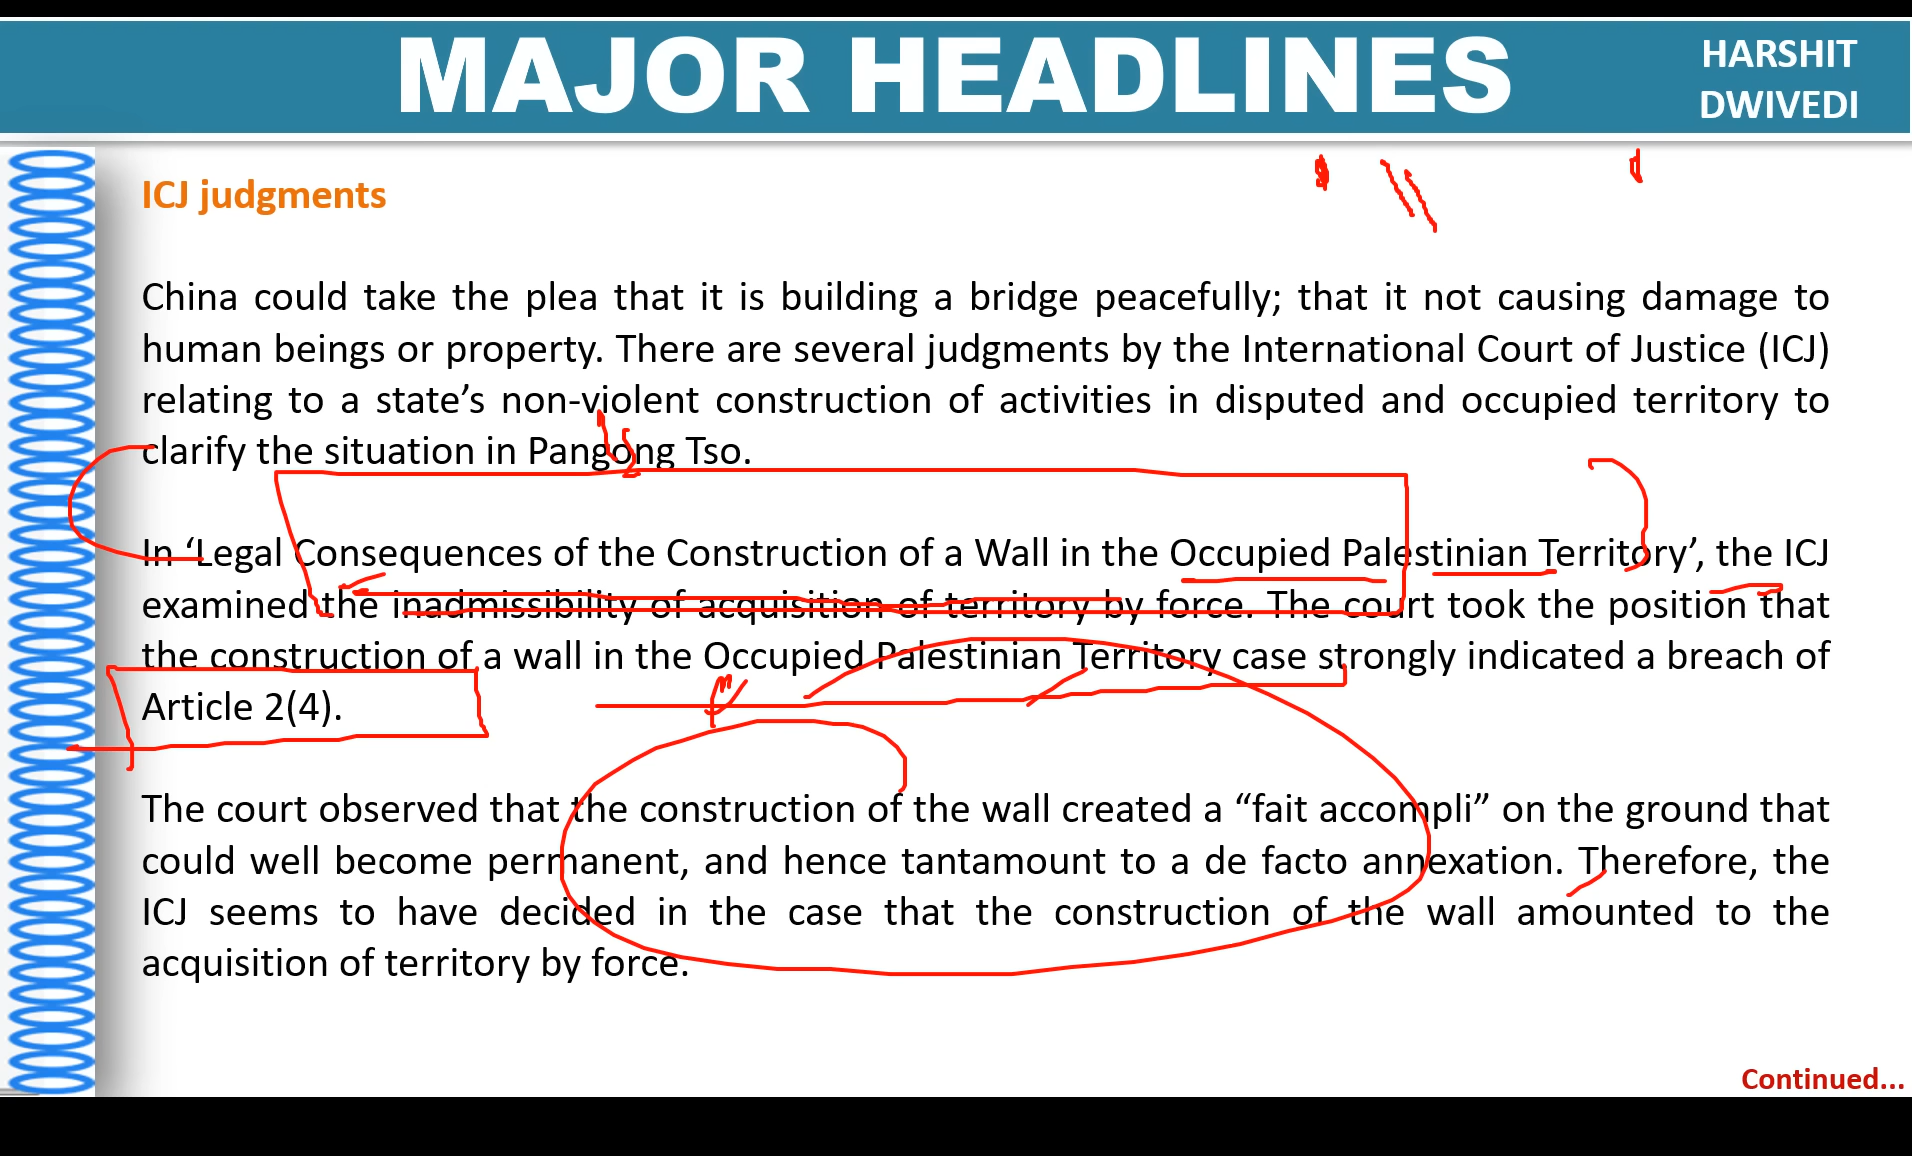 MAJOR HEADLINES
HARSHIT
DWIVEDI
ICJ judgments
China could take the plea that it is building a bridge peacefully; that it not causing damage to
human beings or property. There are several judgments by the International Court of Justice (ICJ)
relating to a state’s non-violent construction of activities in disputed and occupied territory to
clarify the situation in Pangong Tso.
In ‘Legal Consequences of the Construction of a Wall in the Occupied Palestinian Territory’, the ICJ
examined the inadmissibility of acquisition of territory by force. The court took the position that
the construction of a wall in the Occupied Palestinian Territory case strongly indicated a breach of
Article 2(4).
The court observed that the construction of the wall created a “fait accompli” on the ground that
could well become permanent, and hence tantamount to a de facto annexation. Therefore, the
ICJ seems to have decided in the case that the construction of the wall amounted to the
acquisition of territory by force.
Continued...